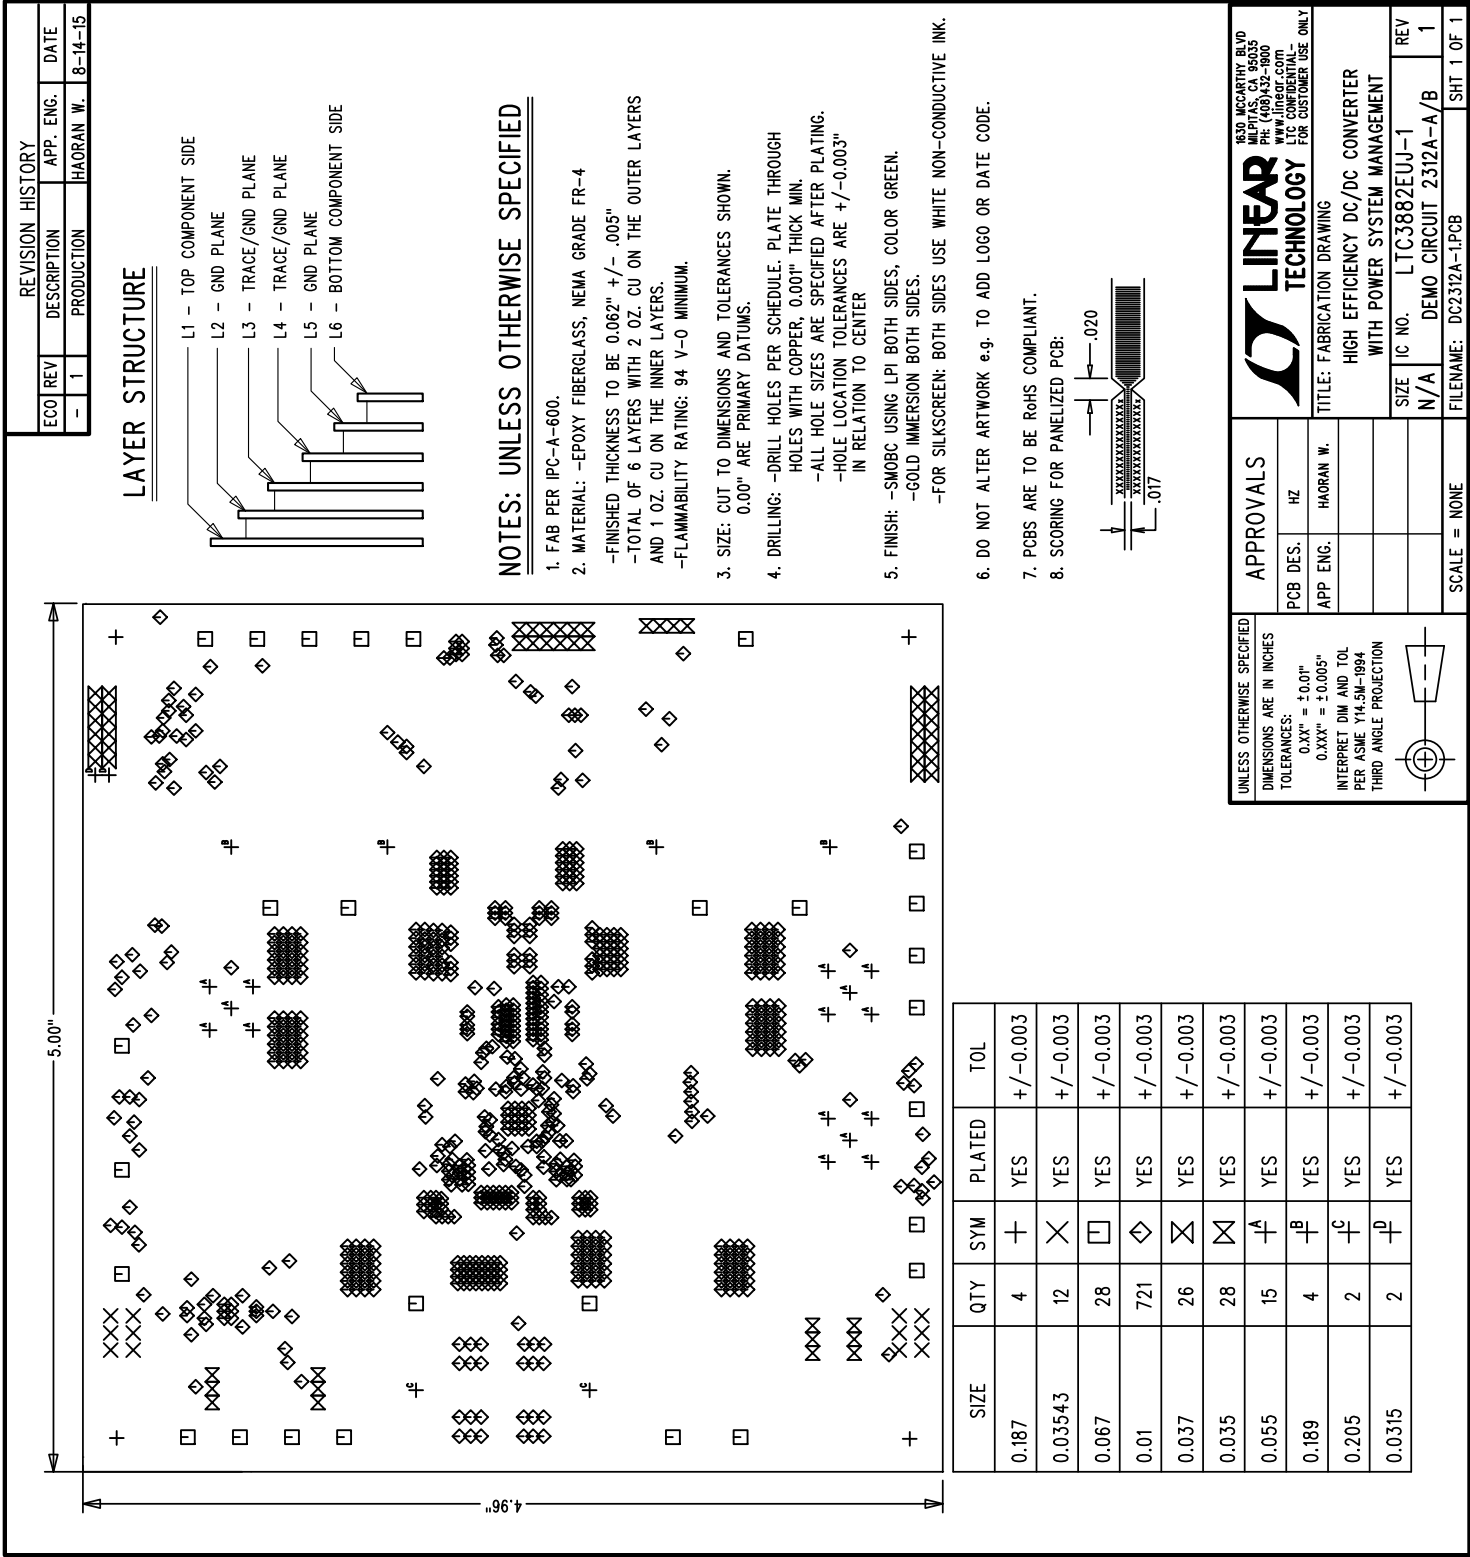 REVISION HISTORY
ECO REV DESCRIPTION APP. ENG. DATE
- 1 PRODUCTION HAORAN W. 8-14-15
LAYER STRUCTURE
L1 - TOP COMPONENT SIDE
L2 - GND PLANE
L3 - TRACE/GND PLANE
L4 - TRACE/GND PLANE
L5 - GND PLANE
L6 - BOTTOM COMPONENT SIDE
NOTES: UNLESS OTHERWISE SPECIFIED
1. FAB PER IPC-A-600.
2. MATERIAL: -EPOXY FIBERGLASS, NEMA GRADE FR-4
-FINISHED THICKNESS TO BE 0.062" +/- .005"
-TOTAL OF 6 LAYERS WITH 2 OZ. CU ON THE OUTER LAYERS
AND 1 OZ. CU ON THE INNER LAYERS.
-FLAMMABILITY RATING: 94 V-O MINIMUM.
3. SIZE: CUT TO DIMENSIONS AND TOLERANCES SHOWN.
0.00" ARE PRIMARY DATUMS.
4. DRILLING: -DRILL HOLES PER SCHEDULE. PLATE THROUGH
HOLES WITH COPPER, 0.001" THICK MIN.
-ALL HOLE SIZES ARE SPECIFIED AFTER PLATING.
-HOLE LOCATION TOLERANCES ARE +/-0.003"
IN RELATION TO CENTER
5. FINISH: -SMOBC USING LPI BOTH SIDES, COLOR GREEN.
-GOLD IMMERSION BOTH SIDES.
-FOR SILKSCREEN: BOTH SIDES USE WHITE NON-CONDUCTIVE INK.
6. DO NOT ALTER ARTWORK e.g. TO ADD LOGO OR DATE CODE.
7. PCBS ARE TO BE RoHS COMPLIANT.
8. SCORING FOR PANELIZED PCB:
.020
.017
5.00"
4.96"
SIZE QTY SYM PLATED TOL
0.187 4 YES +/-0.003
0.03543 12 YES +/-0.003
0.067 28 YES +/-0.003
0.01 721 YES +/-0.003
0.037 26 YES +/-0.003
0.035 28 YES +/-0.003
0.055 15 A YES +/-0.003
0.189 4 B YES +/-0.003
0.205 2 C YES +/-0.003
0.0315 2 D YES +/-0.003
UNLESS OTHERWISE SPECIFIED
DIMENSIONS ARE IN INCHES
TOLERANCES:
0.XX" = ±0.01"
0.XXX" = ±0.005"
INTERPRET DIM AND TOL
PER ASME Y14.5M-1994
THIRD ANGLE PROJECTION
APPROVALS
PCB DES. HZ
APP ENG. HAORAN W.
SCALE = NONE
LINEAR
TECHNOLOGY
1630 MCCARTHY BLVD
MILPITAS, CA 95035
PH: (408)432-1900
www.linear.com
LTC CONFIDENTIAL-
FOR CUSTOMER USE ONLY
TITLE: FABRICATION DRAWING
HIGH EFFICIENCY DC/DC CONVERTER
WITH POWER SYSTEM MANAGEMENT
SIZE IC NO. LTC3882EUJ-1 REV
N/A DEMO CIRCUIT 2312A-A/B 1
FILENAME: DC2312A-1.PCB SHT 1 OF 1